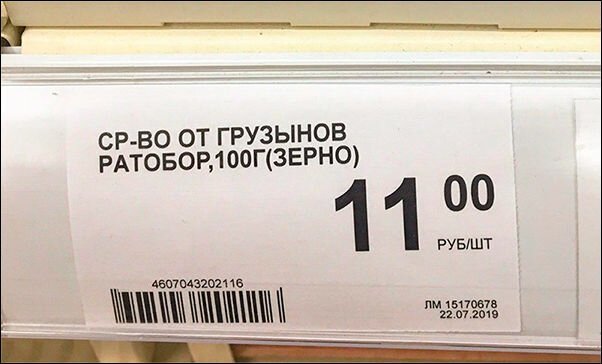 СР-ВО ОТ ГРУЗЫНОВ
РАТОБОР,100Г(ЗЕРНО)
11 00
РУБ/ШТ
4607043202116
ЛМ 15170678
22.07.2019